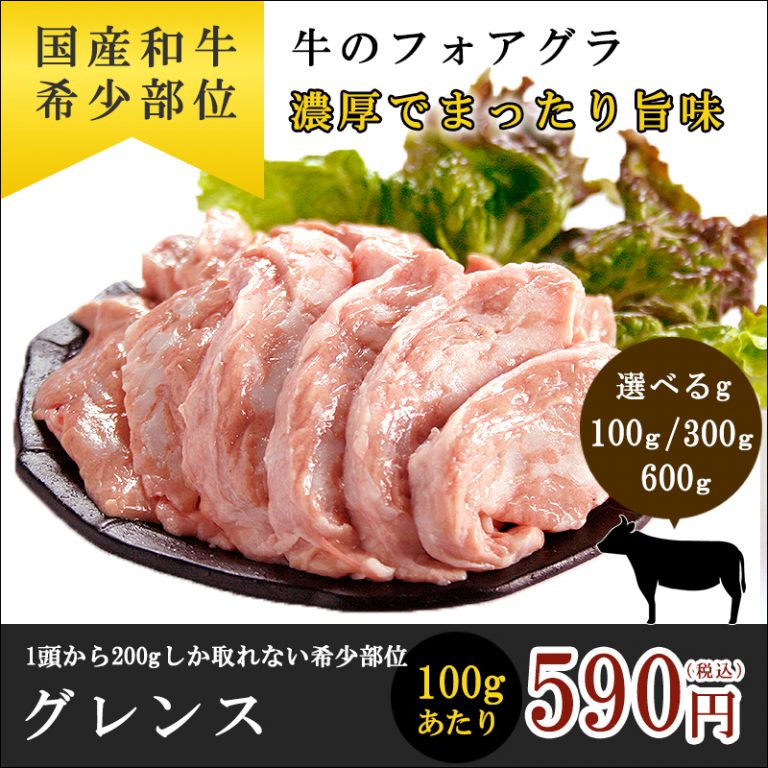 国産和牛
希少部位
牛のフォアグラ
濃厚でまったり旨味
選べるg
100g/300g
600g
1頭から200gしか取れない希少部位
グレンス
100g
あたり
590円
(税込)